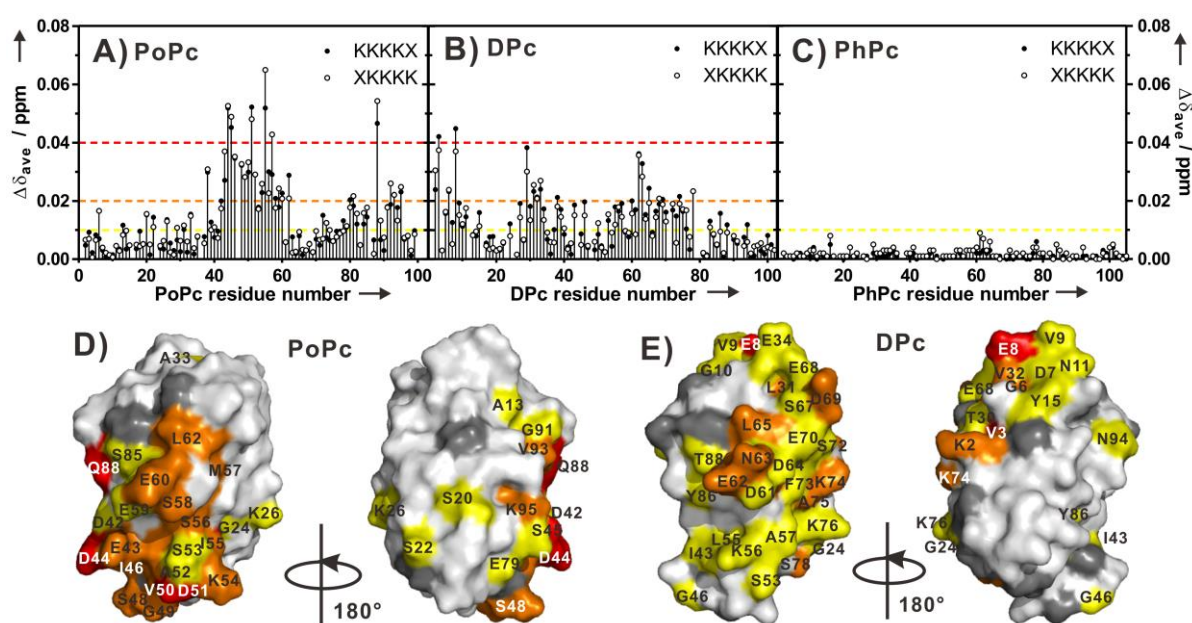 0.08
0.06
0.04
0.02
0.00
Δδave / ppm
A) PoPc
KKKKX
XKKKK
B) DPc
KKKKX
XKKKK
C) PhPc
KKKKX
XKKKK
0.08
0.06
0.04
0.02
0.00
Δδave / ppm
0 20 40 60 80 100
0 20 40 60 80 100
0 20 40 60 80 100
PoPc residue number
DPc residue number
PhPc residue number
D) PoPc
A33
L62
S85
Q88
M57
E60
S58
E59
D42
K26
S56
G24
D44
E43
I55
I46
S53
K54
V50
D51
S48
G49
180°
A13
G91
V93
Q88
S20
K26
K95
D42
S22
D44
E79
S48
E) DPc
V9
E8
E34
G10
E68
L31
D69
S67
L65
E70
S72
T88
N63
D64
E62
F73
K74
D61
A75
Y86
K76
L55
A57
I43
K56
G24
S78
S53
G46
180°
V9
E8
V32
D7
N11
E68
G6
Y15
V3
N94
K2
K74
Y86
K76
G24
I43
G46